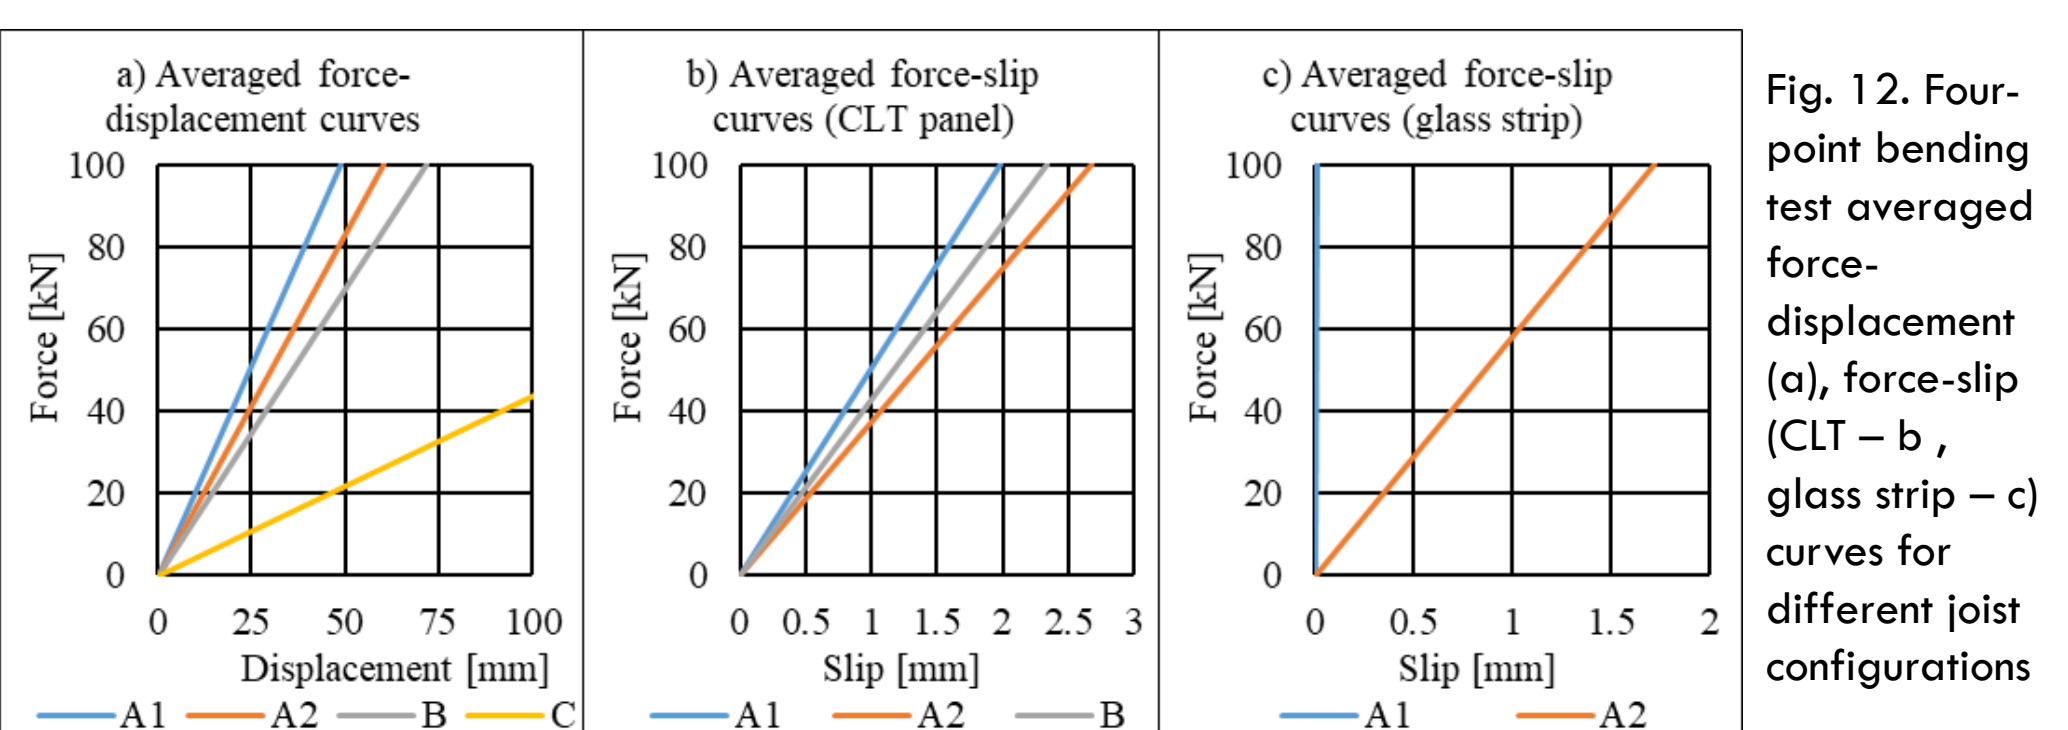 a) Averaged force-
displacement curves
100
80
60
40
20
0
Force [kN]
0 25 50 75 100
Displacement [mm]
A1 A2 B C
b) Averaged force-slip
curves (CLT panel)
100
80
60
40
20
0
Force [kN]
0 0.5 1 1.5 2 2.5 3
Slip [mm]
A1 A2 B
c) Averaged force-slip
curves (glass strip)
100
80
60
40
20
0
Force [kN]
0 0.5 1 1.5 2
Slip [mm]
A1 A2
Fig. 12. Four-
point bending
test averaged
force-
displacement
(a), force-slip
(CLT – b ,
glass strip – c)
curves for
different joist
configurations